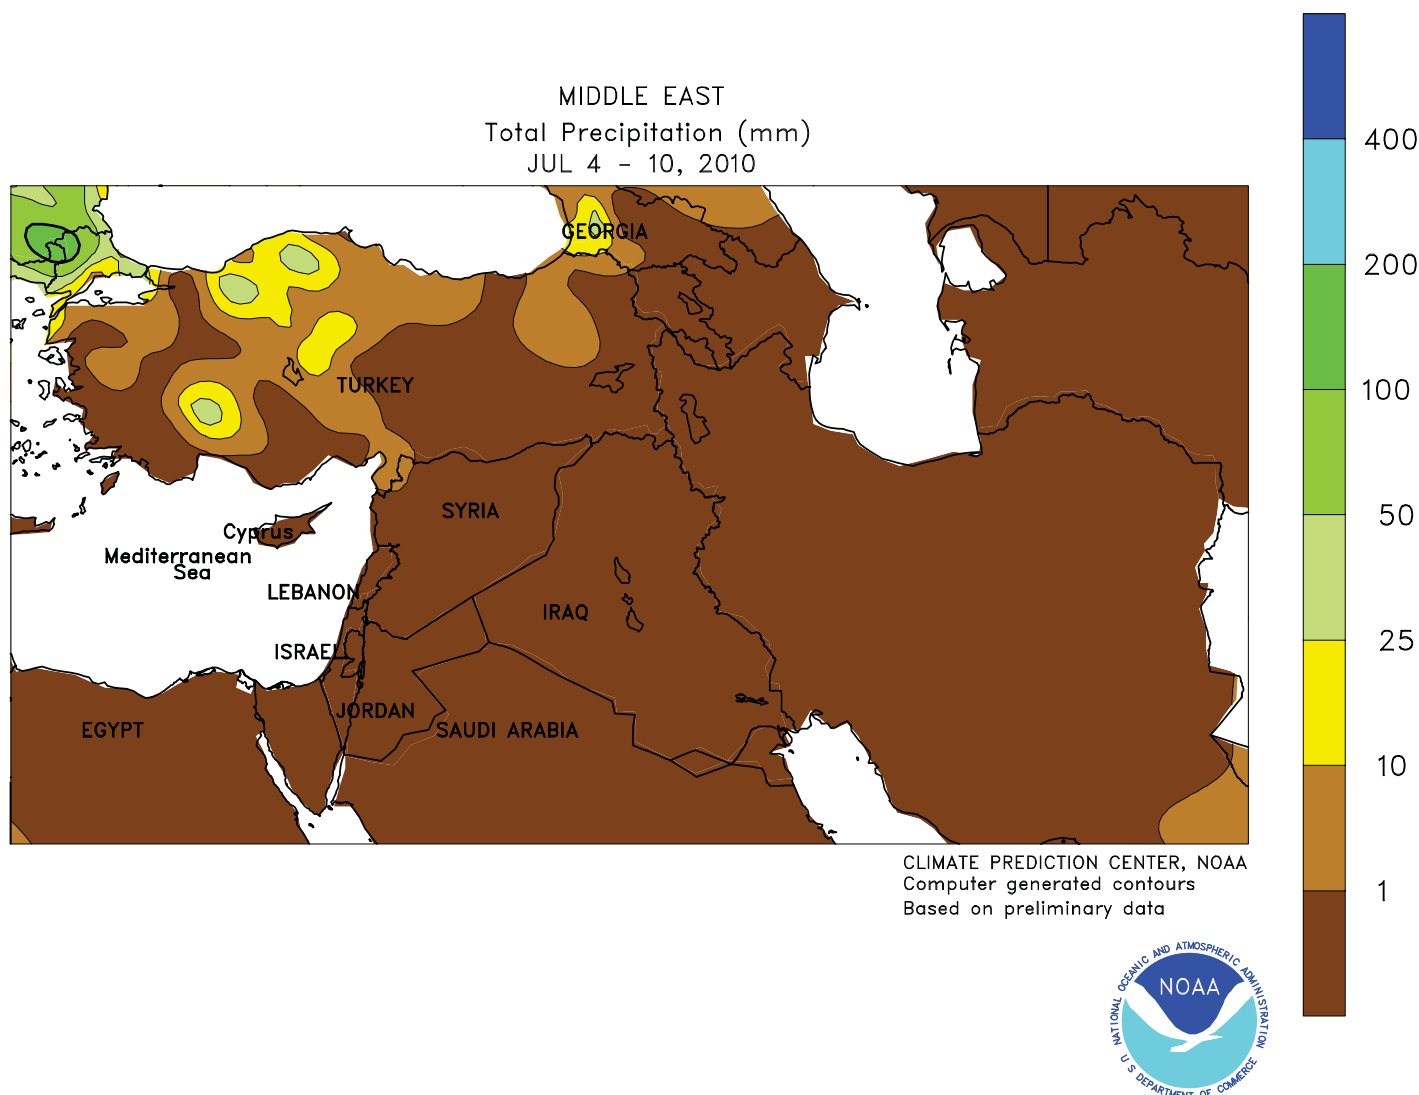 MIDDLE EAST
Total Precipitation (mm)
JUL 4 - 10, 2010
400
200
100
50
25
10
1
GEORGIA
TURKEY
SYRIA
Cyprus
Mediterranean
Sea
LEBANON
IRAQ
ISRAEL
JORDAN
EGYPT
SAUDI ARABIA
CLIMATE PREDICTION CENTER, NOAA
Computer generated contours
Based on preliminary data
NATIONAL OCEANIC AND ATMOSPHERIC ADMINISTRATION
NOAA
U S DEPARTMENT OF COMMERCE